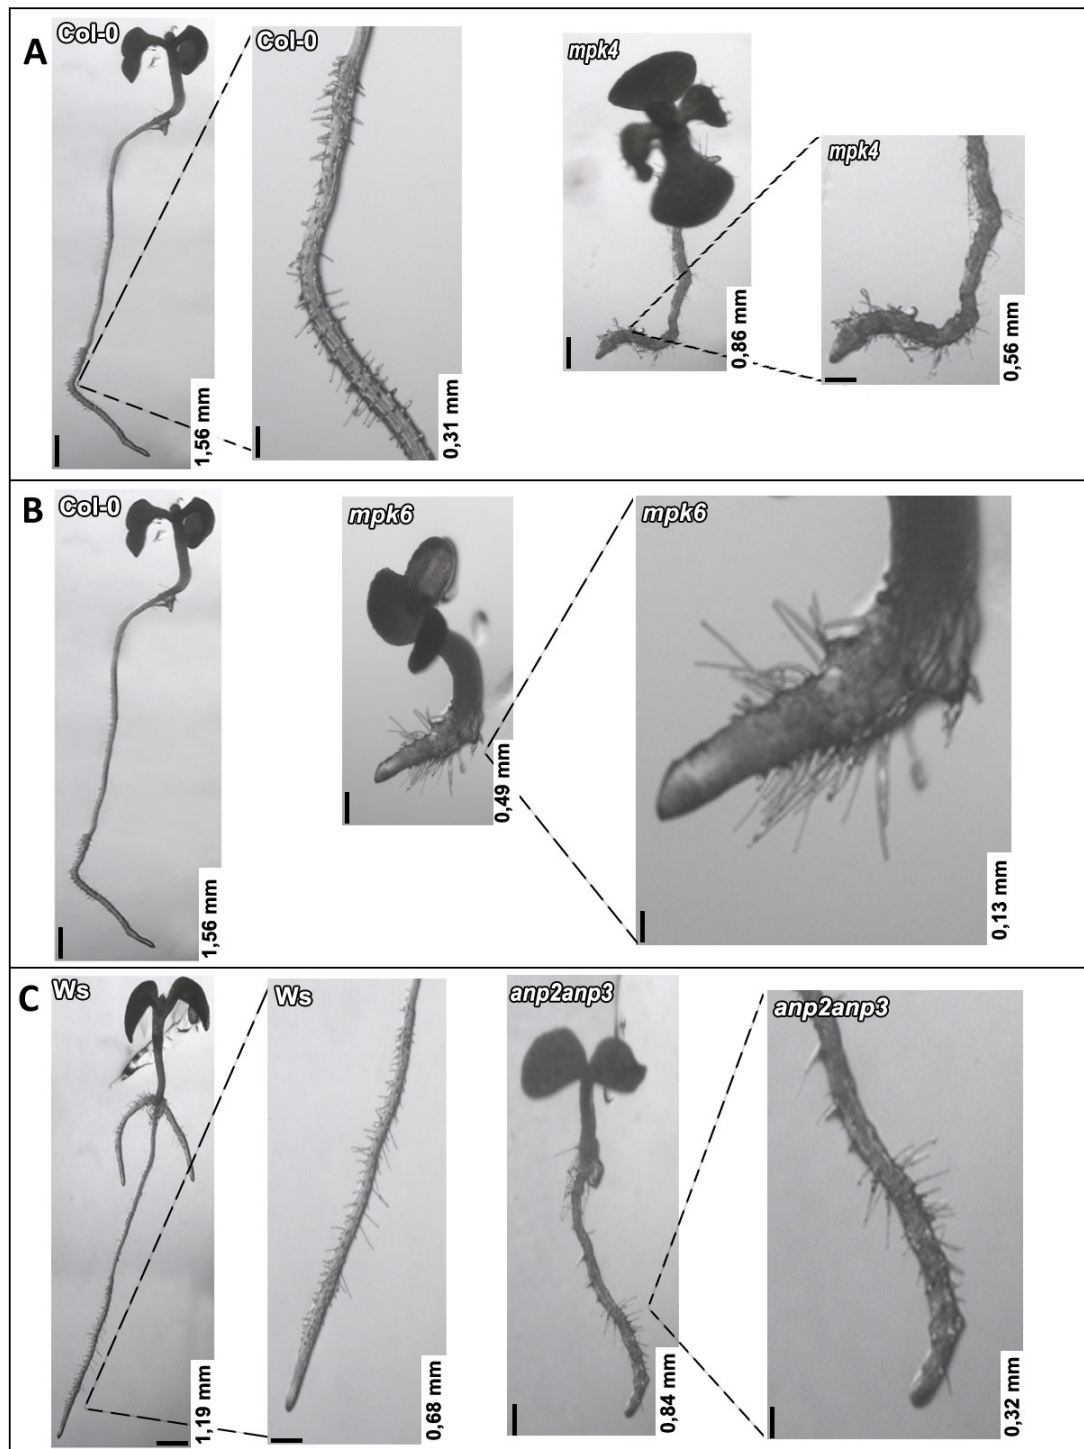 A
Col-0
Col-0
mpk4
mpk4
1,56 mm
0,31 mm
0,86 mm
0,56 mm
B
Col-0
mpk6
mpk6
1,56 mm
0,49 mm
0,13 mm
C
Ws
Ws
anp2anp3
anp2anp3
1,19 mm
0,68 mm
0,84 mm
0,32 mm